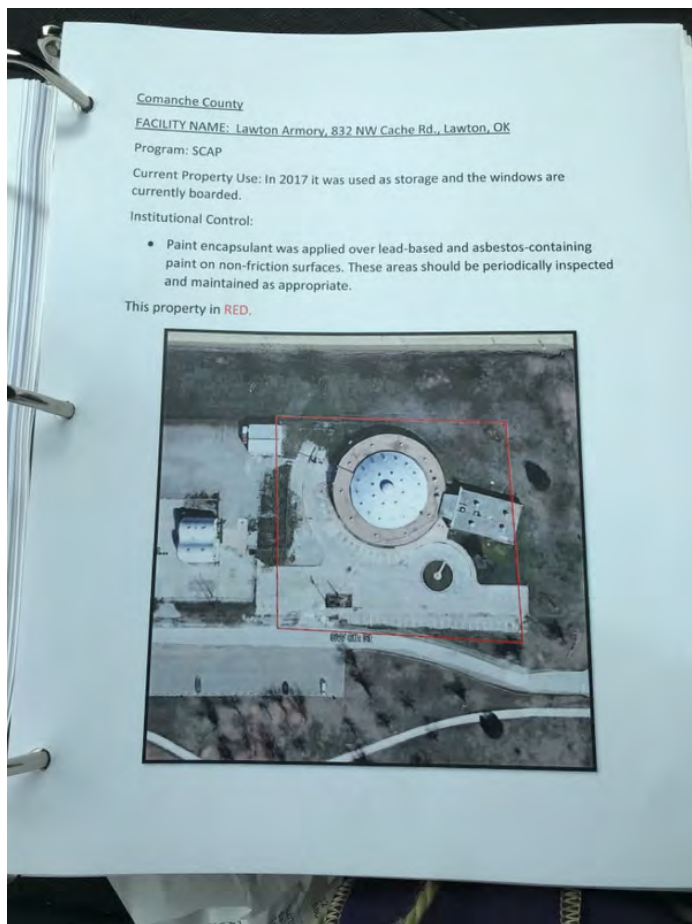 Comanche County
FACILITY NAME: Lawton Armory, 832 NW Cache Rd., Lawton, OK
Program: SCAP
Current Property Use: In 2017 it was used as storage and the windows are
currently boarded.
Institutional Control:
• Paint encapsulant was applied over lead-based and asbestos-containing
paint on non-friction surfaces. These areas should be periodically inspected
and maintained as appropriate.
This property in RED.